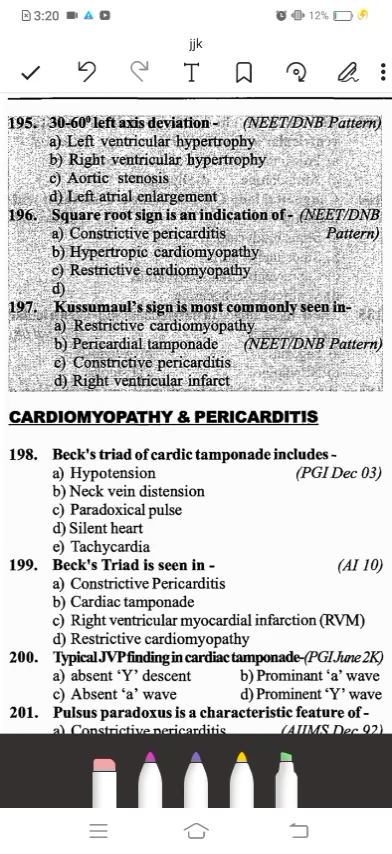 3:20
12%
jjk
T
195. 30-60° left axis deviation - (NEET/DNB Pattern)
a) Left ventricular hypertrophy
b) Right ventricular hypertrophy
c) Aortic stenosis
d) Left atrial enlargement
196. Square root sign is an indication of - (NEET/DNB
a) Constrictive pericarditis Pattern)
b) Hypertropic cardiomyopathy
c) Restrictive cardiomyopathy
d)
197. Kussumaul's sign is most commonly seen in-
a) Restrictive cardiomyopathy
b) Pericardial tamponade (NEET/DNB Pattern)
c) Constrictive pericarditis
d) Right ventricular infarct
CARDIOMYOPATHY & PERICARDITIS
198. Beck's triad of cardic tamponade includes -
a) Hypotension (PGI Dec 03)
b) Neck vein distension
c) Paradoxical pulse
d) Silent heart
e) Tachycardia
199. Beck's Triad is seen in - (AI 10)
a) Constrictive Pericarditis
b) Cardiac tamponade
c) Right ventricular myocardial infarction (RVM)
d) Restrictive cardiomyopathy
200. Typical JVP finding in cardiac tamponade-(PGI June 2K)
a) absent 'Y' descent b) Prominant 'a' wave
c) Absent 'a' wave d) Prominent 'Y' wave
201. Pulsus paradoxus is a characteristic feature of -
a) Constrictive pericarditis (AIIMS Dec 92)